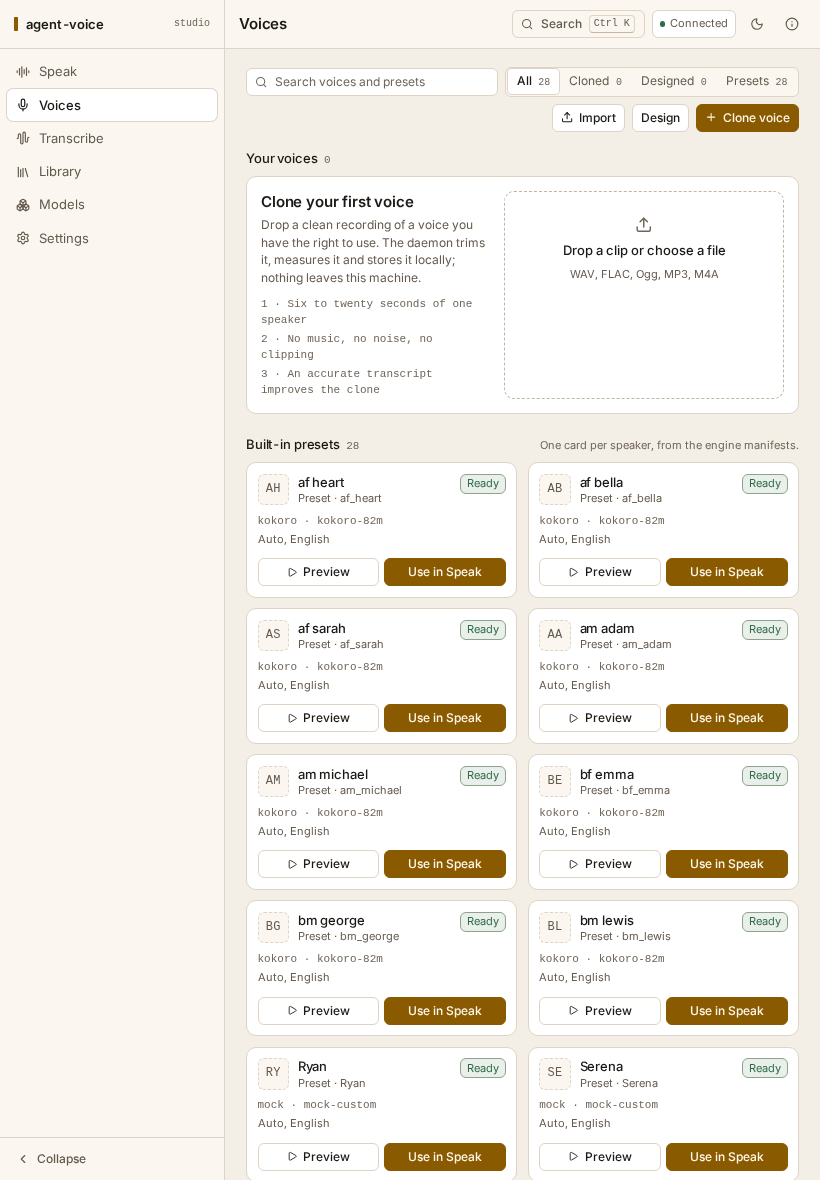 agent-voice
studio
Voices
Search
Ctrl K
Connected
Speak
Voices
Transcribe
Library
Models
Settings
Collapse
Search voices and presets
All 28
Cloned 0
Designed 0
Presets 28
Import
Design
Clone voice
Your voices 0
Clone your first voice
Drop a clean recording of a voice you
have the right to use. The daemon trims
it, measures it and stores it locally;
nothing leaves this machine.
1 · Six to twenty seconds of one
speaker
2 · No music, no noise, no
clipping
3 · An accurate transcript
improves the clone
Drop a clip or choose a file
WAV, FLAC, Ogg, MP3, M4A
Built-in presets 28
One card per speaker, from the engine manifests.
AH
af heart
Preset · af_heart
Ready
kokoro · kokoro-82m
Auto, English
Preview
Use in Speak
AB
af bella
Preset · af_bella
Ready
kokoro · kokoro-82m
Auto, English
Preview
Use in Speak
AS
af sarah
Preset · af_sarah
Ready
kokoro · kokoro-82m
Auto, English
Preview
Use in Speak
AA
am adam
Preset · am_adam
Ready
kokoro · kokoro-82m
Auto, English
Preview
Use in Speak
AM
am michael
Preset · am_michael
Ready
kokoro · kokoro-82m
Auto, English
Preview
Use in Speak
BE
bf emma
Preset · bf_emma
Ready
kokoro · kokoro-82m
Auto, English
Preview
Use in Speak
BG
bm george
Preset · bm_george
Ready
kokoro · kokoro-82m
Auto, English
Preview
Use in Speak
BL
bm lewis
Preset · bm_lewis
Ready
kokoro · kokoro-82m
Auto, English
Preview
Use in Speak
RY
Ryan
Preset · Ryan
Ready
mock · mock-custom
Auto, English
Preview
Use in Speak
SE
Serena
Preset · Serena
Ready
mock · mock-custom
Auto, English
Preview
Use in Speak